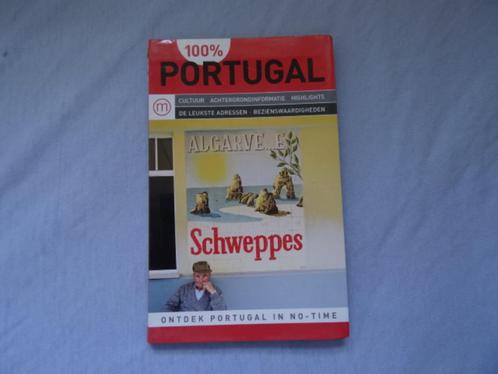 100%
PORTUGAL
m
CULTUUR ACHTERGRONDINFORMATIE HIGHLIGHTS
DE LEUKSTE ADRESSEN · BEZIENSWAARDIGHEDEN
ALGARVE...E
Schweppes
ONTDEK PORTUGAL IN NO-TIME